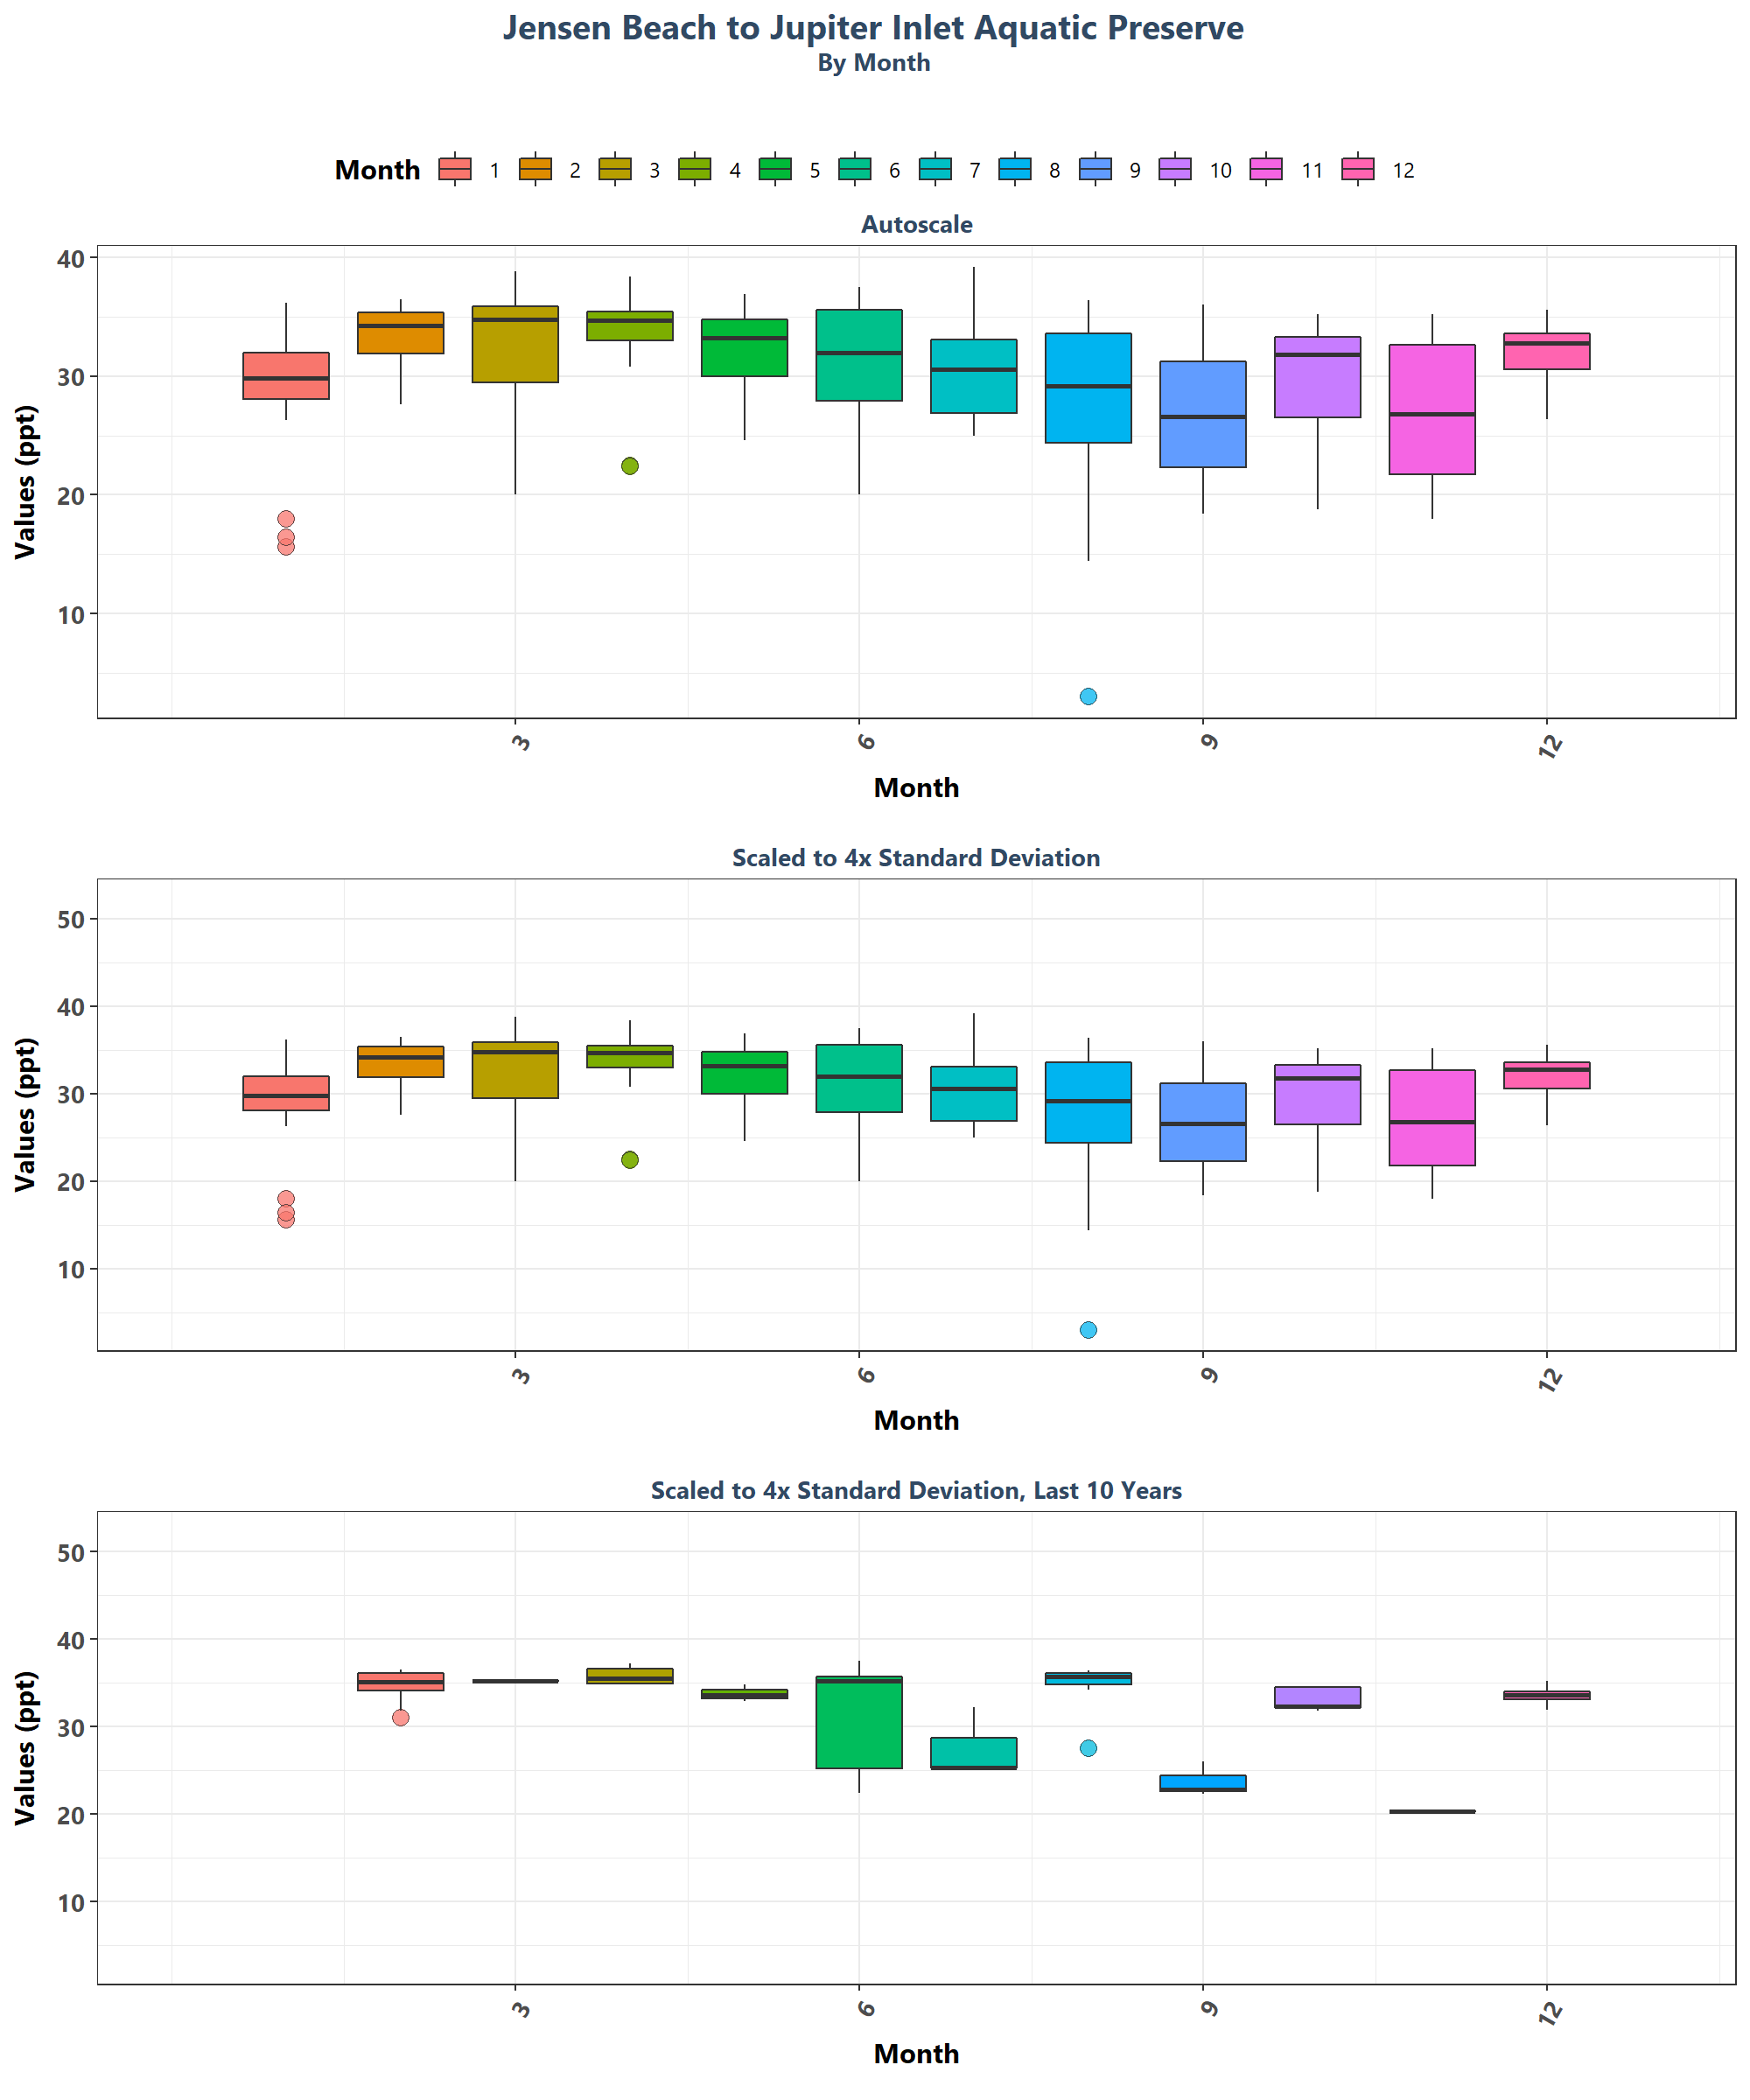 Jensen Beach to Jupiter Inlet Aquatic Preserve
By Month
Month 1 2 3 4 5 6 7 8 9 10 11 12
Autoscale
Values (ppt)
40
30
20
10
3 6 9 12
Month
Scaled to 4x Standard Deviation
Values (ppt)
50
40
30
20
10
3 6 9 12
Month
Scaled to 4x Standard Deviation, Last 10 Years
Values (ppt)
50
40
30
20
10
3 6 9 12
Month